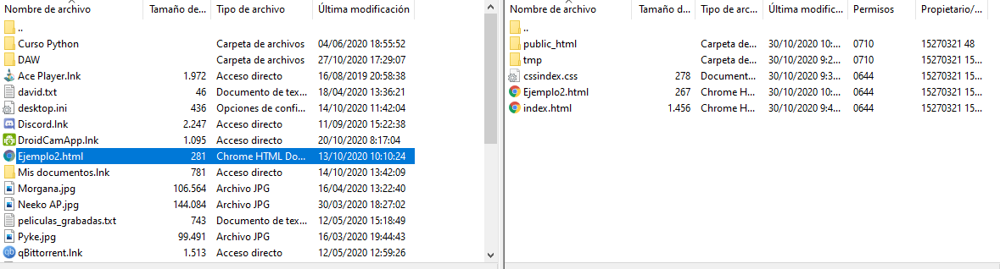 Nombre de archivo Tamaño de... Tipo de archivo Última modificación
..
Curso Python Carpeta de archivos 04/06/2020 18:55:52
DAW Carpeta de archivos 27/10/2020 17:29:07
Ace Player.lnk 1.972 Acceso directo 16/08/2019 20:58:38
david.txt 46 Documento de tex... 18/04/2020 13:36:21
desktop.ini 436 Opciones de confi... 14/10/2020 11:42:04
Discord.lnk 2.247 Acceso directo 11/09/2020 15:22:38
DroidCamApp.lnk 1.095 Acceso directo 20/10/2020 8:17:04
Ejemplo2.html 281 Chrome HTML Do... 13/10/2020 10:10:24
Mis documentos.lnk 781 Acceso directo 14/10/2020 13:42:09
Morgana.jpg 106.564 Archivo JPG 16/04/2020 13:22:40
Neeko AP.jpg 144.084 Archivo JPG 30/03/2020 18:27:02
peliculas_grabadas.txt 743 Documento de tex... 12/05/2020 15:18:49
Pyke.jpg 99.491 Archivo JPG 16/03/2020 19:44:43
qBittorrent.lnk 1.513 Acceso directo 12/05/2020 12:59:26
Nombre de archivo Tamaño d... Tipo de arc... Última modific... Permisos Propietario/...
..
public_html Carpeta de... 30/10/2020 10:... 0710 15270321 48
tmp Carpeta de... 30/10/2020 9:2... 0710 15270321 15...
cssindex.css 278 Document... 30/10/2020 9:3... 0644 15270321 15...
Ejemplo2.html 267 Chrome H... 30/10/2020 10:... 0644 15270321 15...
index.html 1.456 Chrome H... 30/10/2020 9:4... 0644 15270321 15...